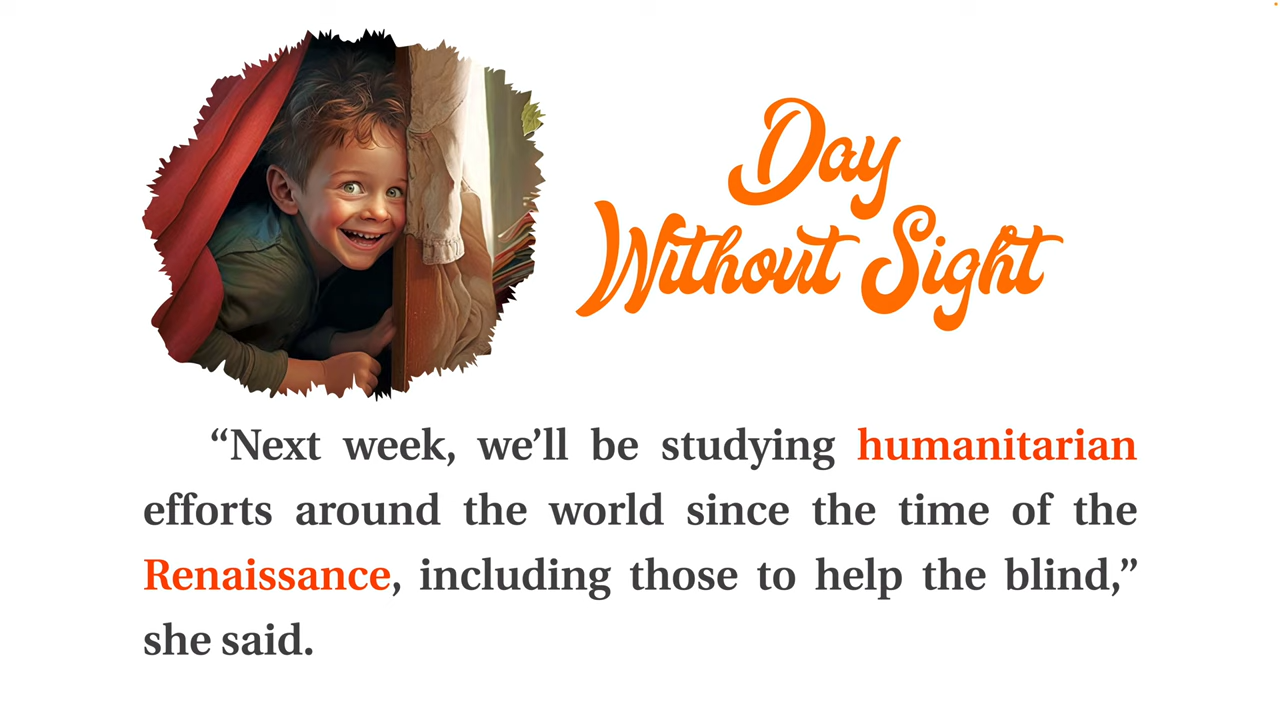 Day
Without Sight
“Next week, we’ll be studying humanitarian
efforts around the world since the time of the
Renaissance, including those to help the blind,”
she said.